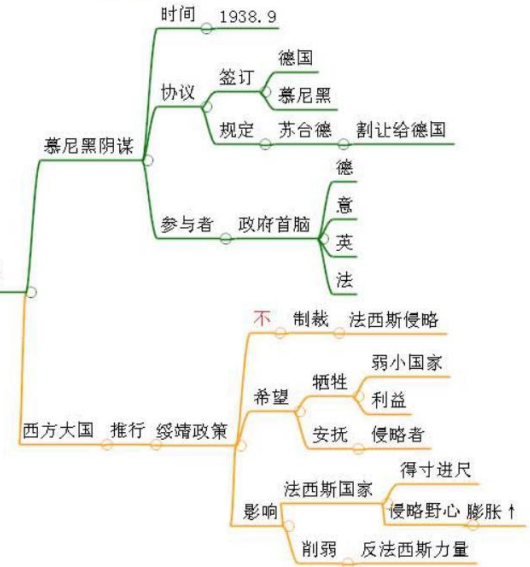 时间 1938.9
协议 签订 德国
慕尼黑
规定 苏台德 割让给德国
慕尼黑阴谋
参与者 政府首脑 德
意
英
法
不 制裁 法西斯侵略
希望 牺牲 弱小国家
利益
安抚 侵略者
西方大国 推行 绥靖政策
影响 法西斯国家 得寸进尺
侵略野心 膨胀↑
削弱 反法西斯力量